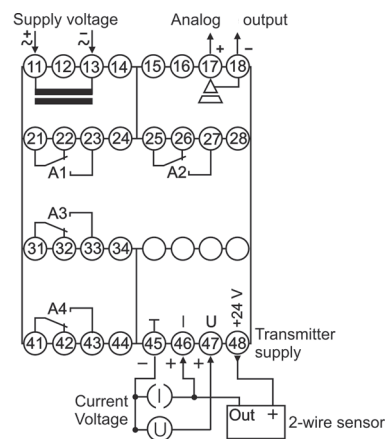 Supply voltage Analog output
~+ ~− + −
11 12 13 14 15 16 17 18
21 22 23 24 25 26 27 28
A1 A2
A3
31 32 33 34
A4 T I U +24 V
41 42 43 44 45 46 47 48
Transmitter
supply
− + +
Current
Voltage
I
U
Out +
2-wire sensor